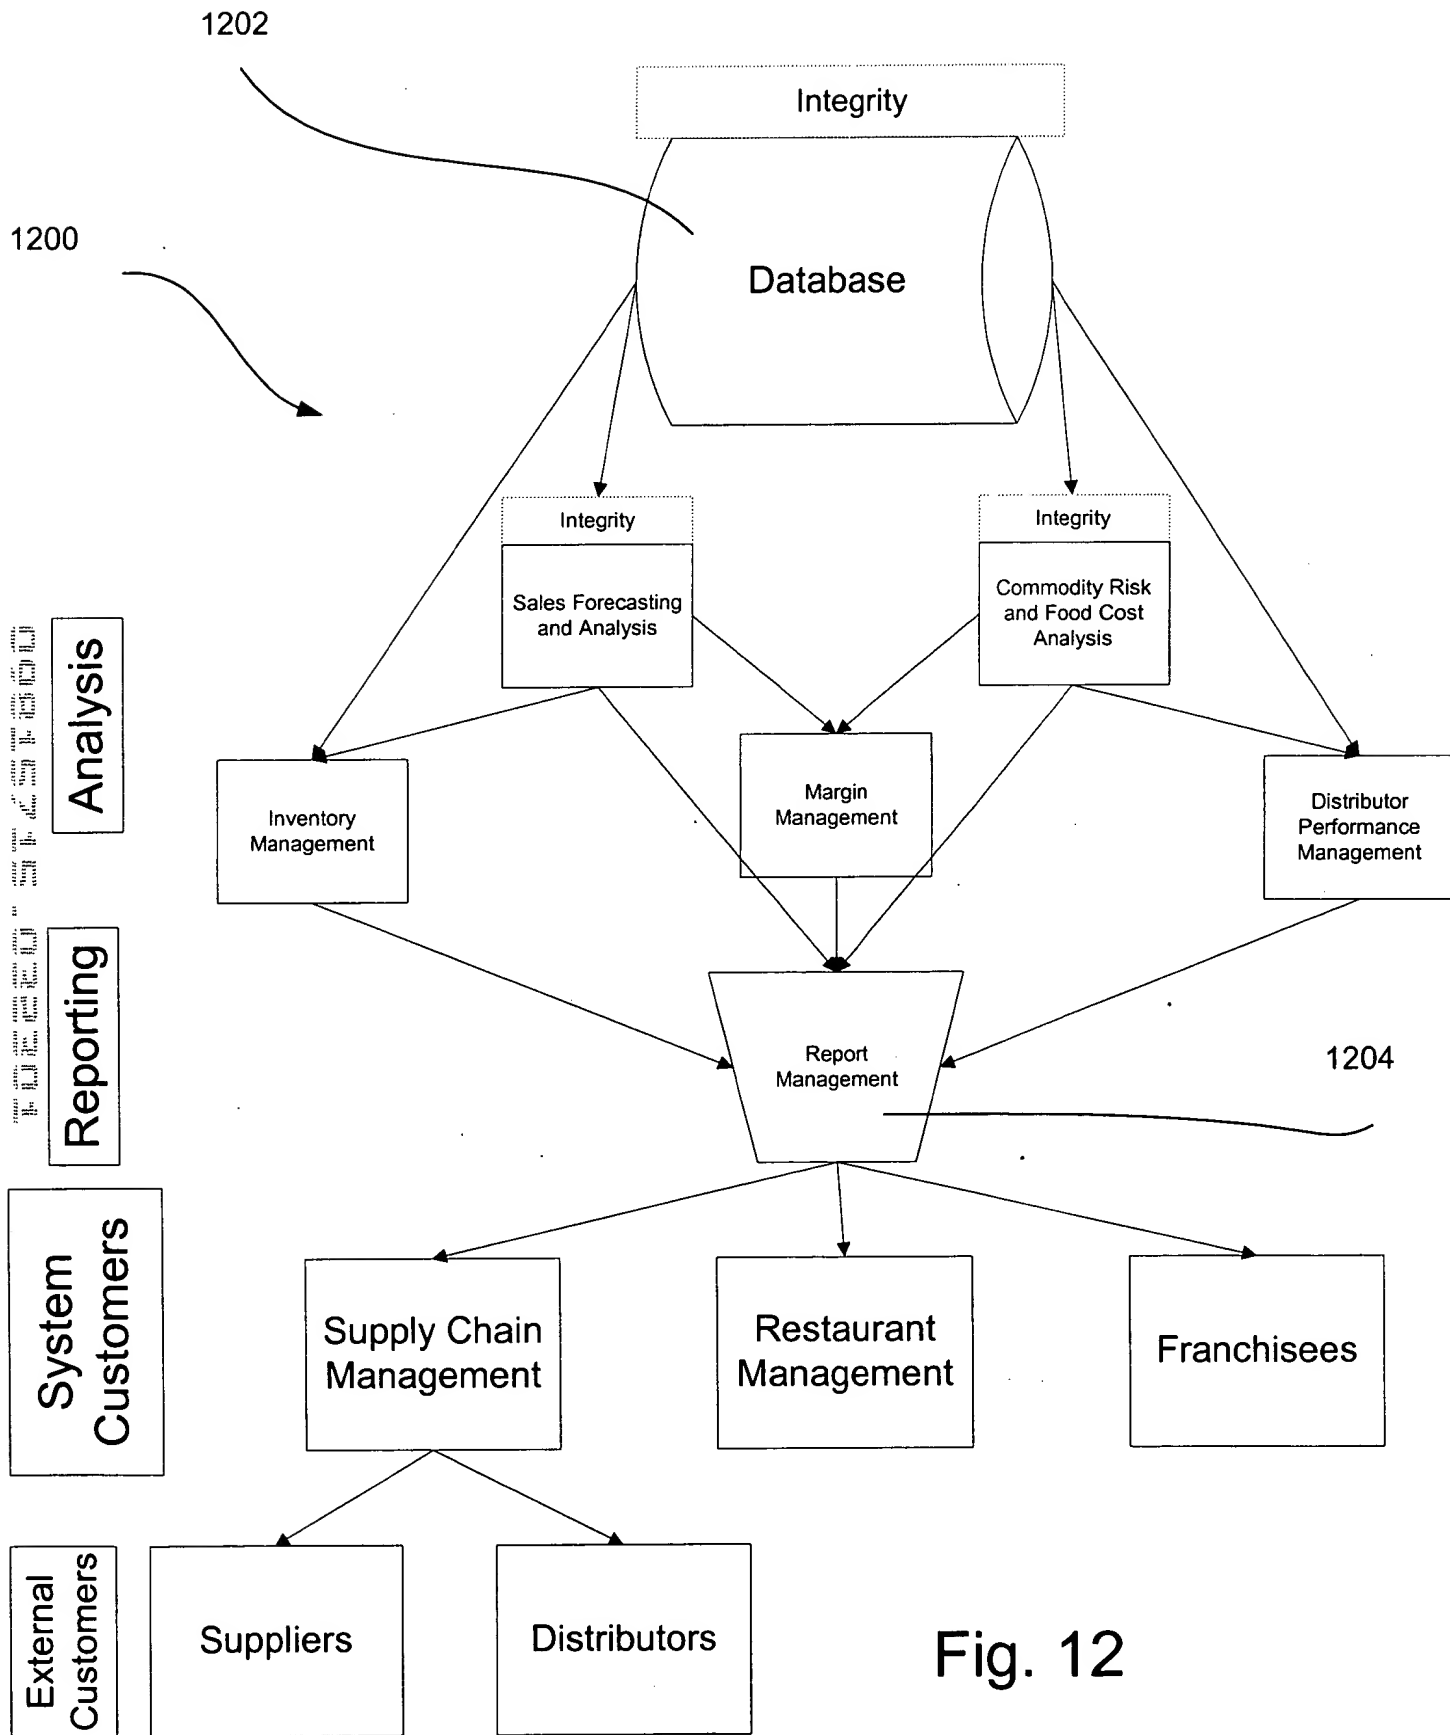 1202
Integrity
1200
Database
Integrity
Integrity
Sales Forecasting
and Analysis
Commodity Risk
and Food Cost
Analysis
Analysis
Inventory
Management
Margin
Management
Distributor
Performance
Management
Reporting
Report
Management
1204
System
Customers
Supply Chain
Management
Restaurant
Management
Franchisees
External
Customers
Suppliers
Distributors
Fig. 12